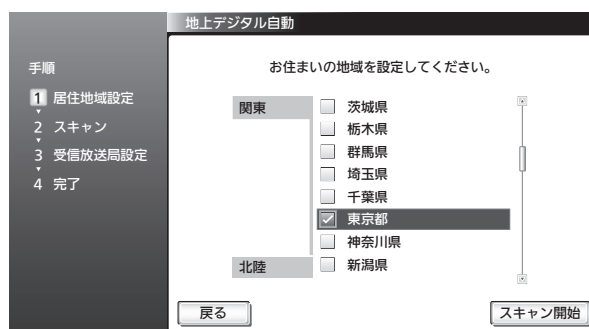 地上デジタル自動
手順
1 居住地域設定
2 スキャン
3 受信放送局設定
4 完了
お住まいの地域を設定してください。
関東
茨城県
栃木県
群馬県
埼玉県
千葉県
東京都
神奈川県
北陸
新潟県
戻る
スキャン開始